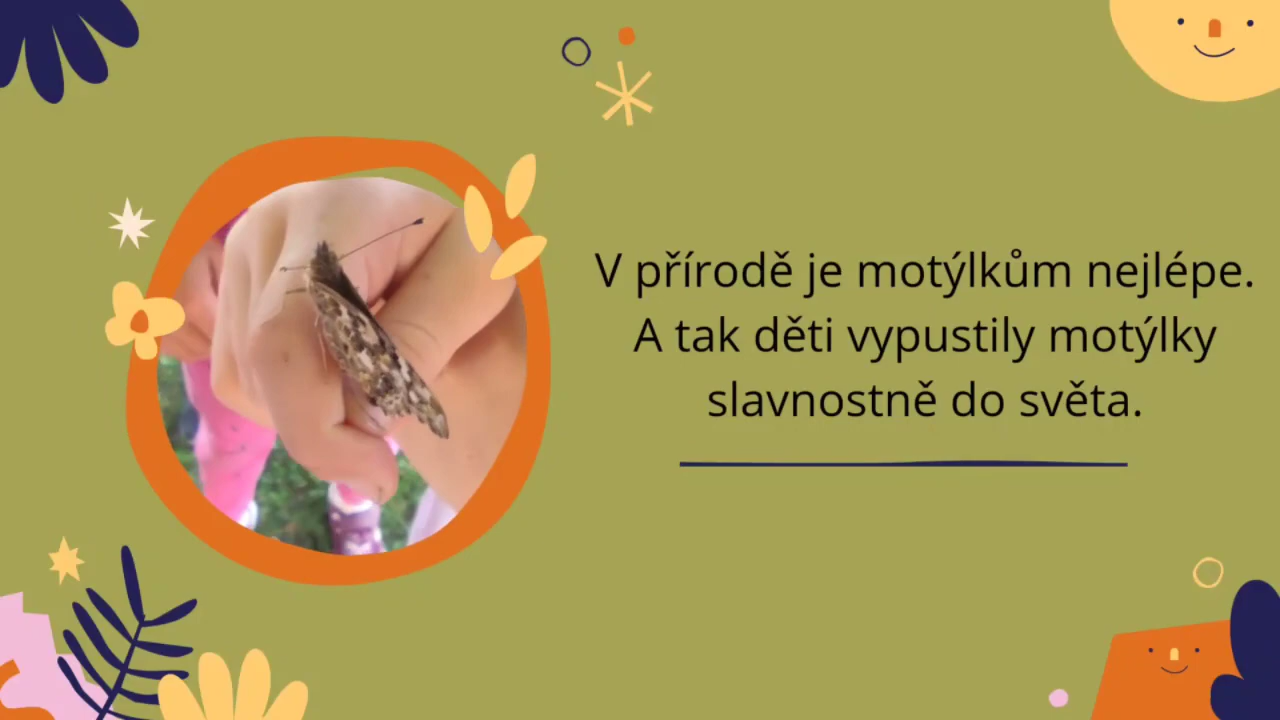 V přírodě je motýlkům nejlépe.
A tak děti vypustily motýlky
slavnostně do světa.